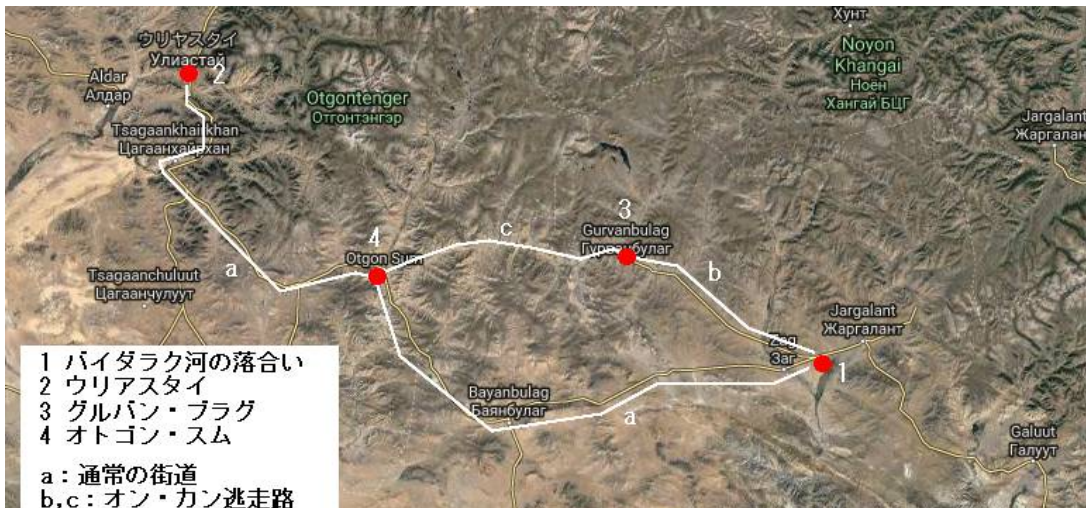 Хунт
ウリヤスタイ
Улиастай
2
Aldar
Алдар
Noyon
Khangai
Ноён
Хангай БЦГ
Otgontenger
Отгонтэнгэр
Jargalant
Жаргалант
Tsagaankhairkhan
Цагаанхайрхан
3
Gurvanbulag
Гурванбулаг
c
4
Otgon Sum
b
a
Tsagaanchuluut
Цагаанчулуут
Jargalant
Жаргалант
Zag
Заг
1
Bayanbulag
Баянбулаг
a
Galuut
Галуут
1 バイダラク河の落合い
2 ウリアスタイ
3 グルバン・ブラグ
4 オトゴン・スム
a：通常の街道
b,c：オン・カン逃走路